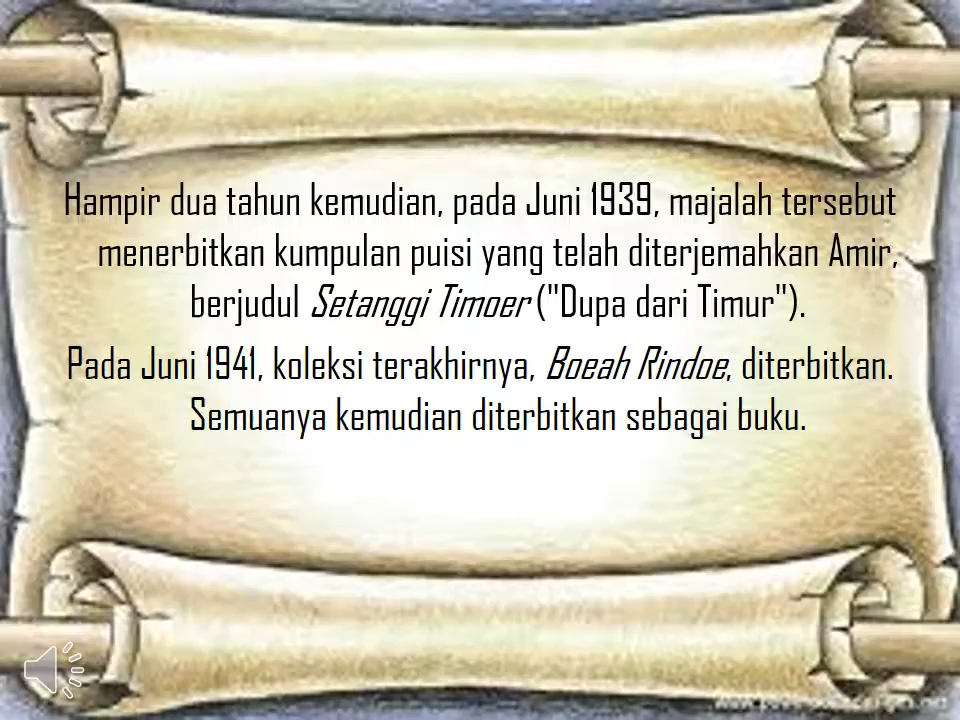 Hampir dua tahun kemudian, pada Juni 1939, majalah tersebut
menerbitkan kumpulan puisi yang telah diterjemahkan Amir,
berjudul Setanggi Timoer ("Dupa dari Timur").
Pada Juni 1941, koleksi terakhirnya, Boeah Rindoe, diterbitkan.
Semuanya kemudian diterbitkan sebagai buku.